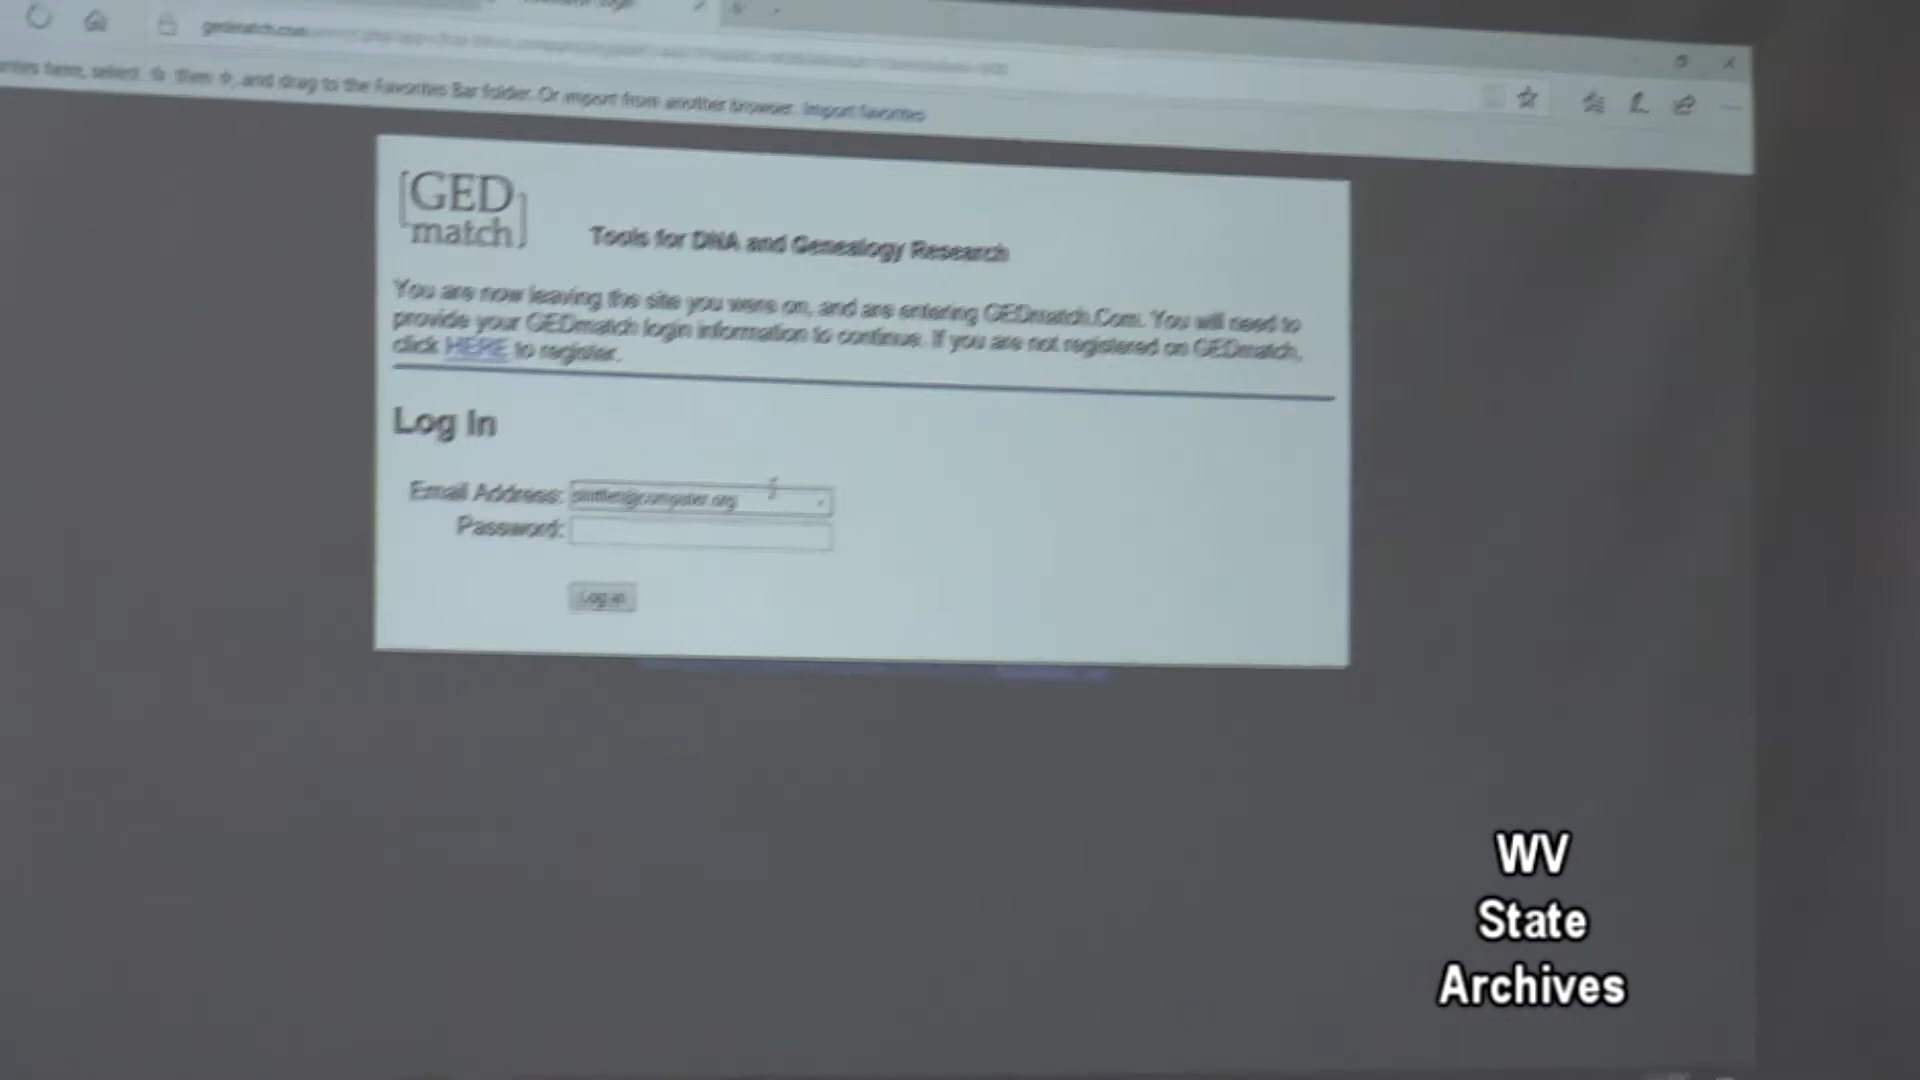 gedmatch.com
select then and drag to the Favorites Bar folder. Or import from another browser. Import favorites
[GED
match]
Tools for DNA and Genealogy Research
You are now leaving the site you were on, and are entering GEDmatch.Com. You will need to
provide your GEDmatch login information to continue. If you are not registered on GEDmatch,
click HERE to register.
Log In
Email Address:
Password:
Log in
WV
State
Archives